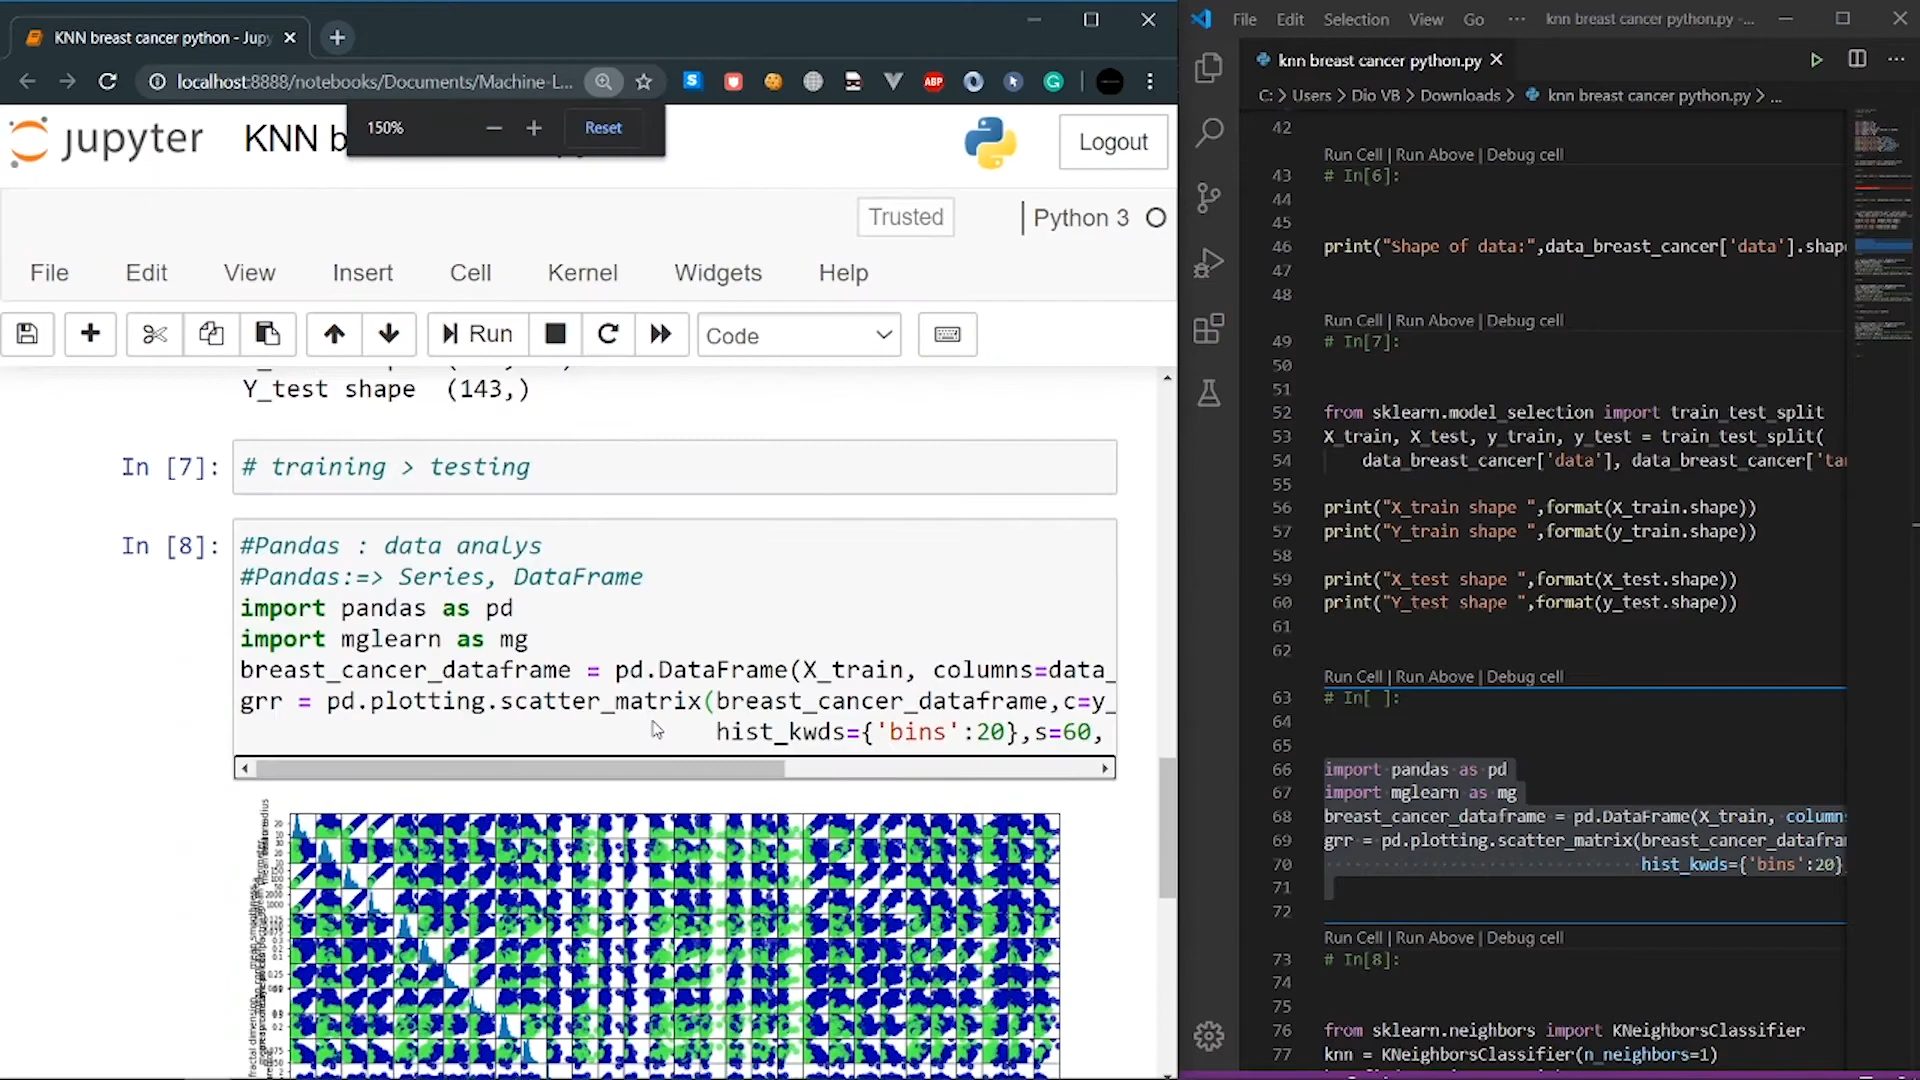 KNN breast cancer python - Jupy
localhost:8888/notebooks/Documents/Machine-L...
ABP
150%
Reset
jupyter
KNN b
Logout
Trusted
Python 3
File Edit View Insert Cell Kernel Widgets Help
Run
Code
Y_test shape (143,)
In [7]:
# training > testing
In [8]:
#Pandas : data analys
#Pandas:=> Series, DataFrame
import pandas as pd
import mglearn as mg
breast_cancer_dataframe = pd.DataFrame(X_train, columns=data_
grr = pd.plotting.scatter_matrix(breast_cancer_dataframe,c=y_
hist_kwds={'bins':20},s=60,
File Edit Selection View Go ··· knn breast cancer python.py -...
knn breast cancer python.py
C: > Users > Dio VB > Downloads > knn breast cancer python.py > ...
42
Run Cell | Run Above | Debug cell
43 # In[6]:
44
45
46 print("Shape of data:",data_breast_cancer['data'].shape
47
48
Run Cell | Run Above | Debug cell
49 # In[7]:
50
51
52 from sklearn.model_selection import train_test_split
53 X_train, X_test, y_train, y_test = train_test_split(
54 data_breast_cancer['data'], data_breast_cancer['ta
55
56 print("X_train shape ",format(X_train.shape))
57 print("Y_train shape ",format(y_train.shape))
58
59 print("X_test shape ",format(X_test.shape))
60 print("Y_test shape ",format(y_test.shape))
61
62
Run Cell | Run Above | Debug cell
63 # In[ ]:
64
65
66 import pandas as pd
67 import mglearn as mg
68 breast_cancer_dataframe = pd.DataFrame(X_train, column
69 grr = pd.plotting.scatter_matrix(breast_cancer_datafra
70 hist_kwds={'bins':20}
71
72
Run Cell | Run Above | Debug cell
73 # In[8]:
74
75
76 from sklearn.neighbors import KNeighborsClassifier
77 knn = KNeighborsClassifier(n_neighbors=1)